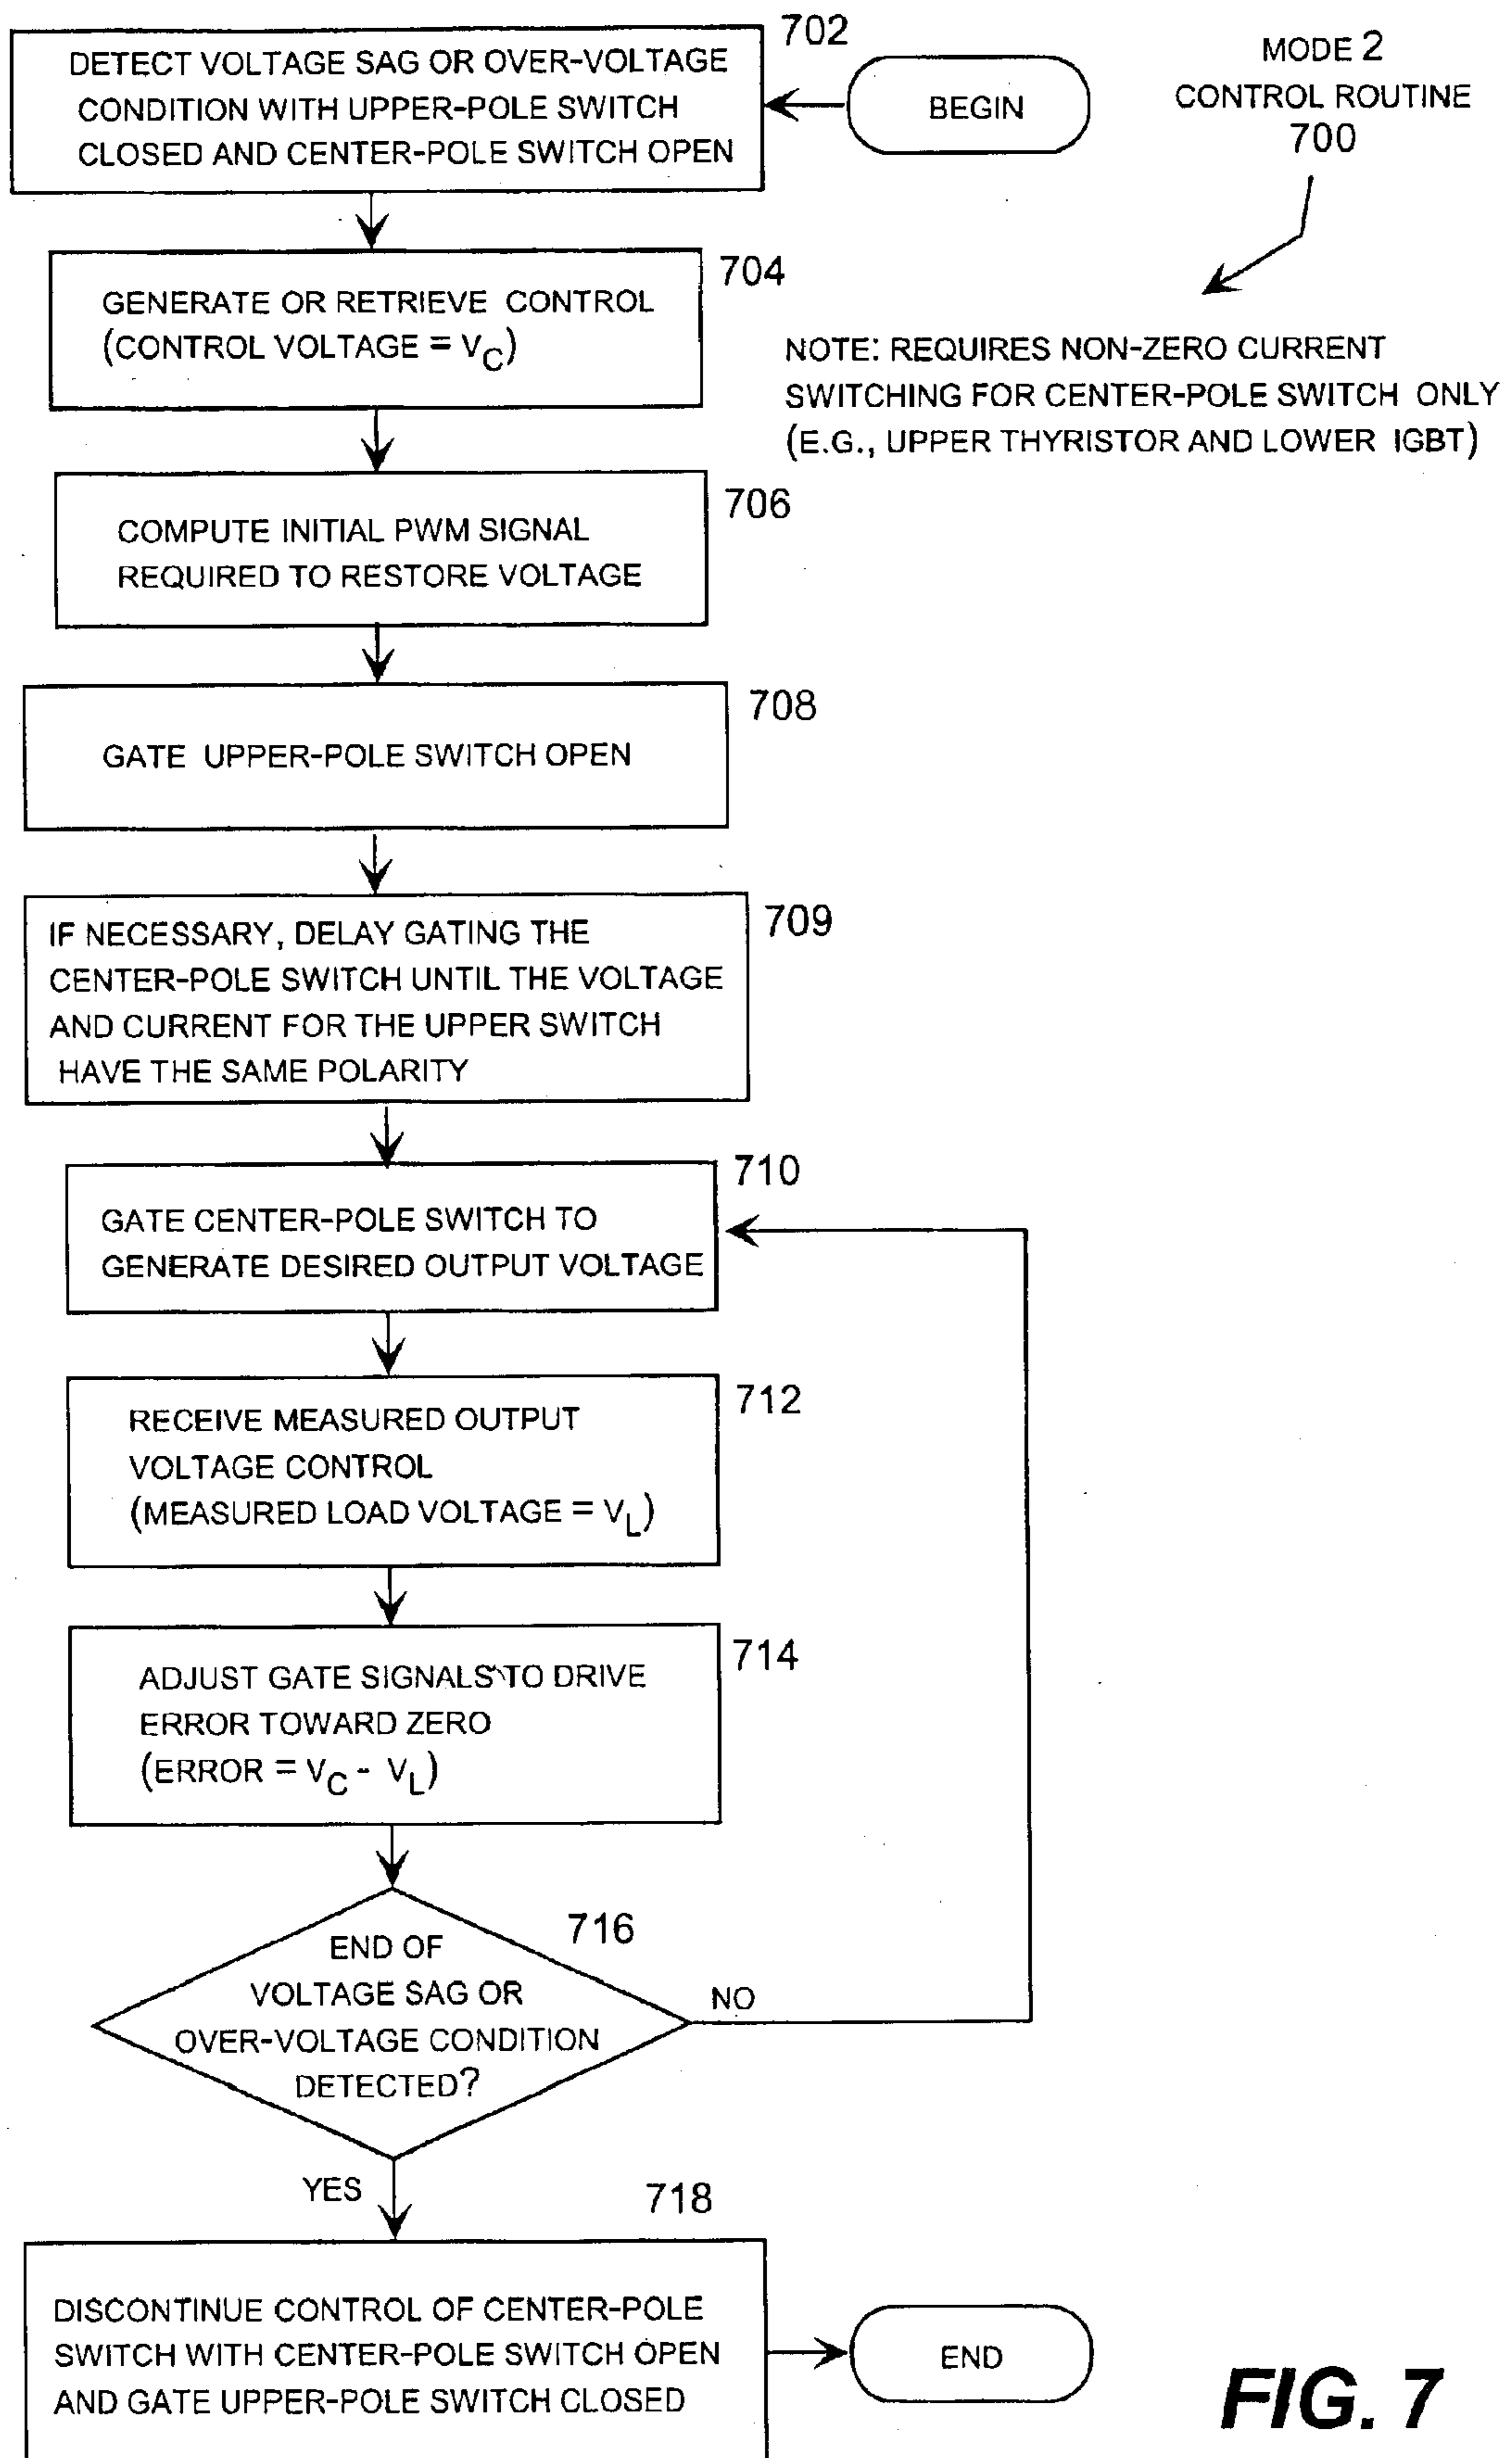 702
DETECT VOLTAGE SAG OR OVER-VOLTAGE
CONDITION WITH UPPER-POLE SWITCH
CLOSED AND CENTER-POLE SWITCH OPEN
BEGIN
MODE 2
CONTROL ROUTINE
700
704
GENERATE OR RETRIEVE CONTROL
(CONTROL VOLTAGE = VC)
NOTE: REQUIRES NON-ZERO CURRENT
SWITCHING FOR CENTER-POLE SWITCH ONLY
(E.G., UPPER THYRISTOR AND LOWER IGBT)
706
COMPUTE INITIAL PWM SIGNAL
REQUIRED TO RESTORE VOLTAGE
708
GATE UPPER-POLE SWITCH OPEN
709
IF NECESSARY, DELAY GATING THE
CENTER-POLE SWITCH UNTIL THE VOLTAGE
AND CURRENT FOR THE UPPER SWITCH
HAVE THE SAME POLARITY
710
GATE CENTER-POLE SWITCH TO
GENERATE DESIRED OUTPUT VOLTAGE
712
RECEIVE MEASURED OUTPUT
VOLTAGE CONTROL
(MEASURED LOAD VOLTAGE = VL)
714
ADJUST GATE SIGNALS TO DRIVE
ERROR TOWARD ZERO
(ERROR = VC - VL)
716
END OF
VOLTAGE SAG OR
OVER-VOLTAGE CONDITION
DETECTED?
NO
YES
718
DISCONTINUE CONTROL OF CENTER-POLE
SWITCH WITH CENTER-POLE SWITCH OPEN
AND GATE UPPER-POLE SWITCH CLOSED
END
FIG. 7